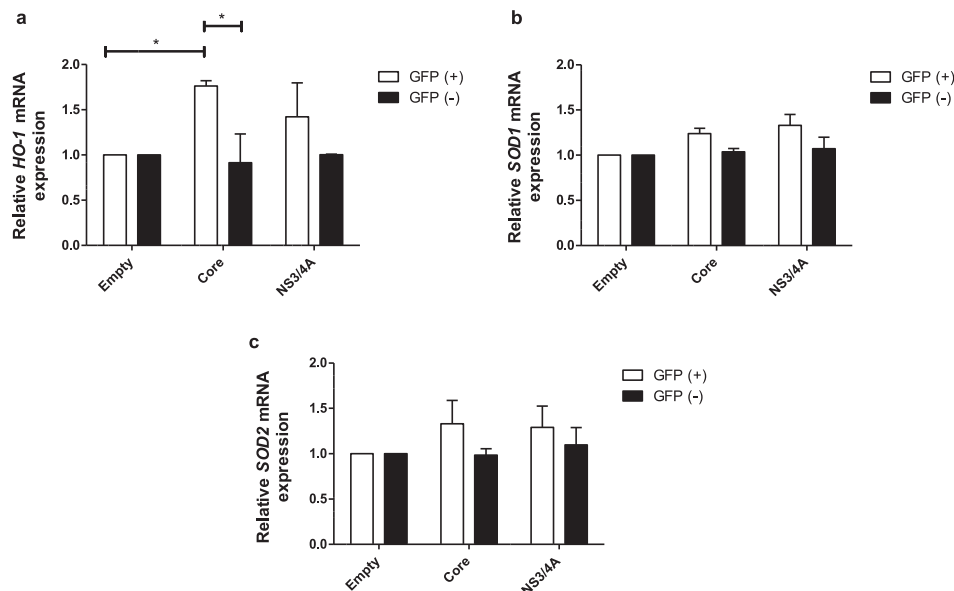 a
*
*
Relative HO-1 mRNA
expression
2.0
1.5
1.0
0.5
0.0
Empty
Core
NS3/4A
GFP (+)
GFP (-)
b
Relative SOD1 mRNA
expression
2.0
1.5
1.0
0.5
0.0
Empty
Core
NS3/4A
GFP (+)
GFP (-)
c
Relative SOD2 mRNA
expression
2.0
1.5
1.0
0.5
0.0
Empty
Core
NS3/4A
GFP (+)
GFP (-)